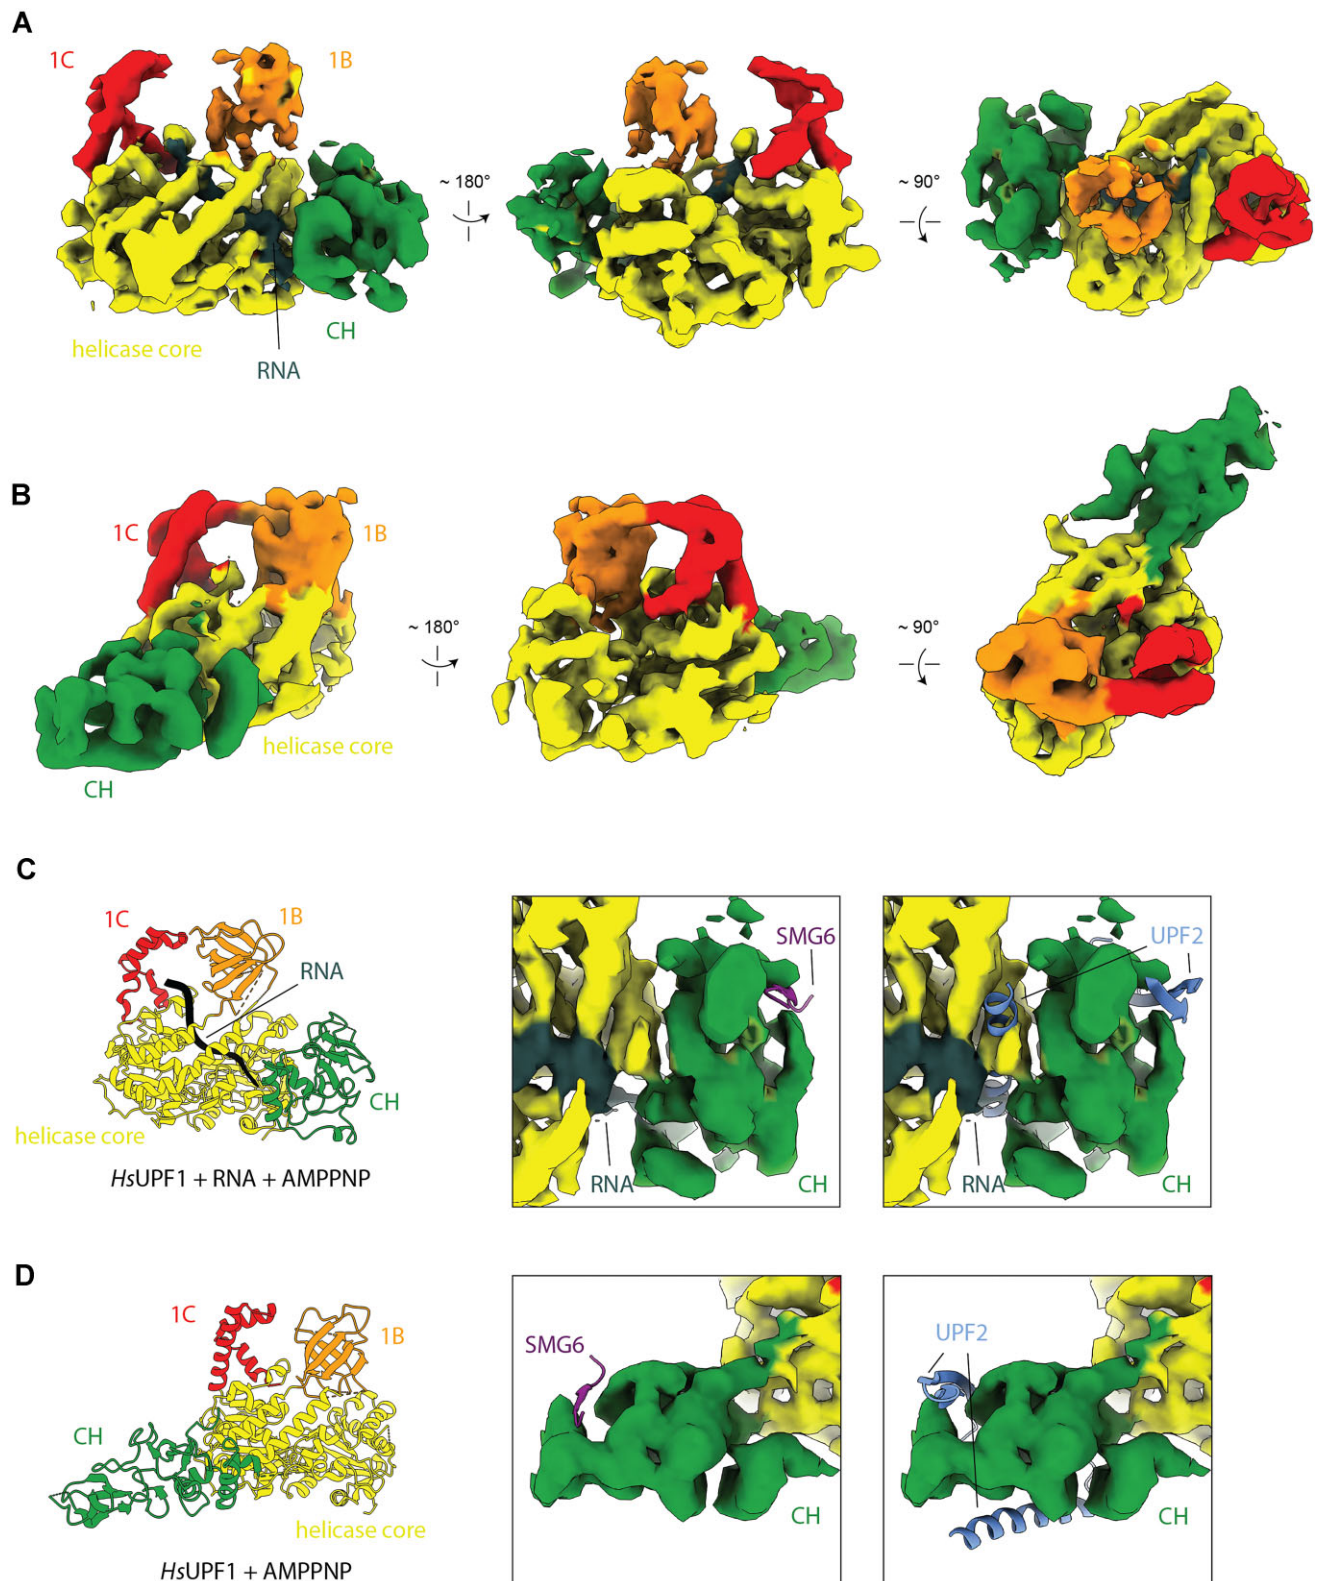 A
1C
1B
~ 180°
~ 90°
helicase core
CH
RNA
B
1C
1B
~ 180°
~ 90°
helicase core
CH
C
1C
1B
RNA
CH
helicase core
HsUPF1 + RNA + AMPPNP
SMG6
RNA
CH
UPF2
RNA
CH
D
1C
1B
CH
helicase core
HsUPF1 + AMPPNP
SMG6
CH
UPF2
CH